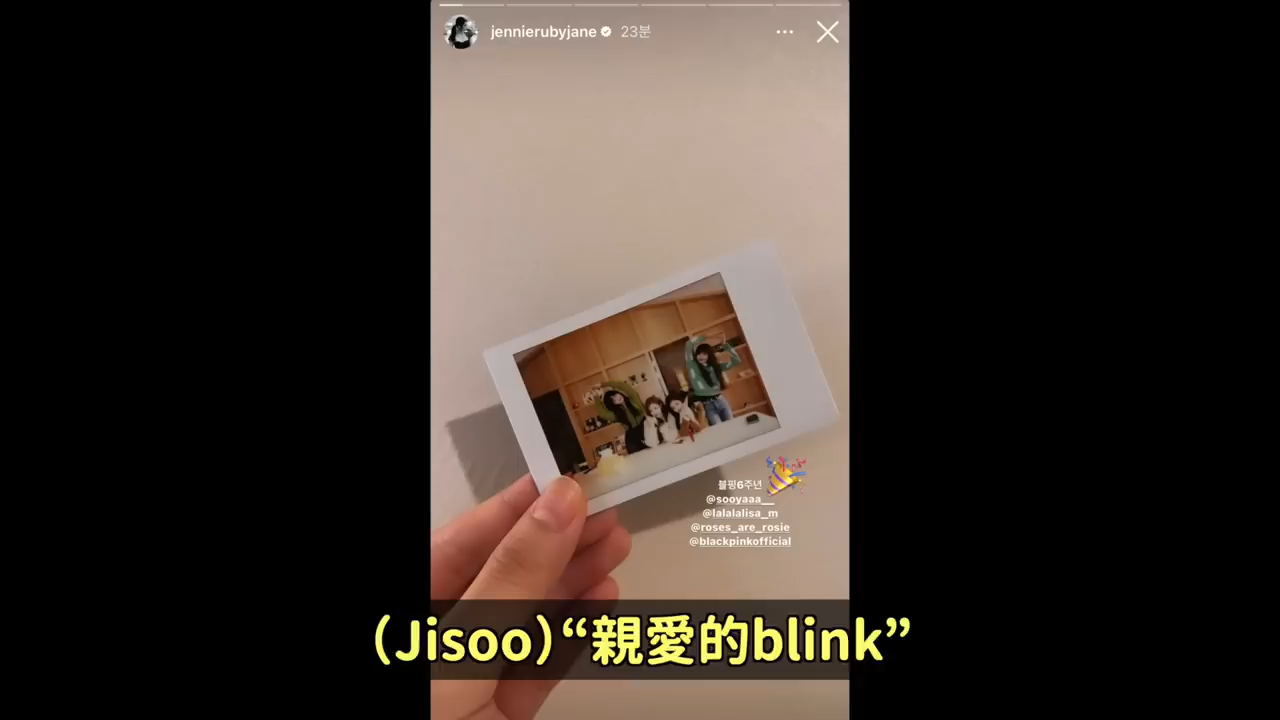 jennierubyjane 23분
블핑6주년
@sooyaaa__
@lalalalisa_m
@roses_are_rosie
@blackpinkofficial
(Jisoo)“親愛的blink”